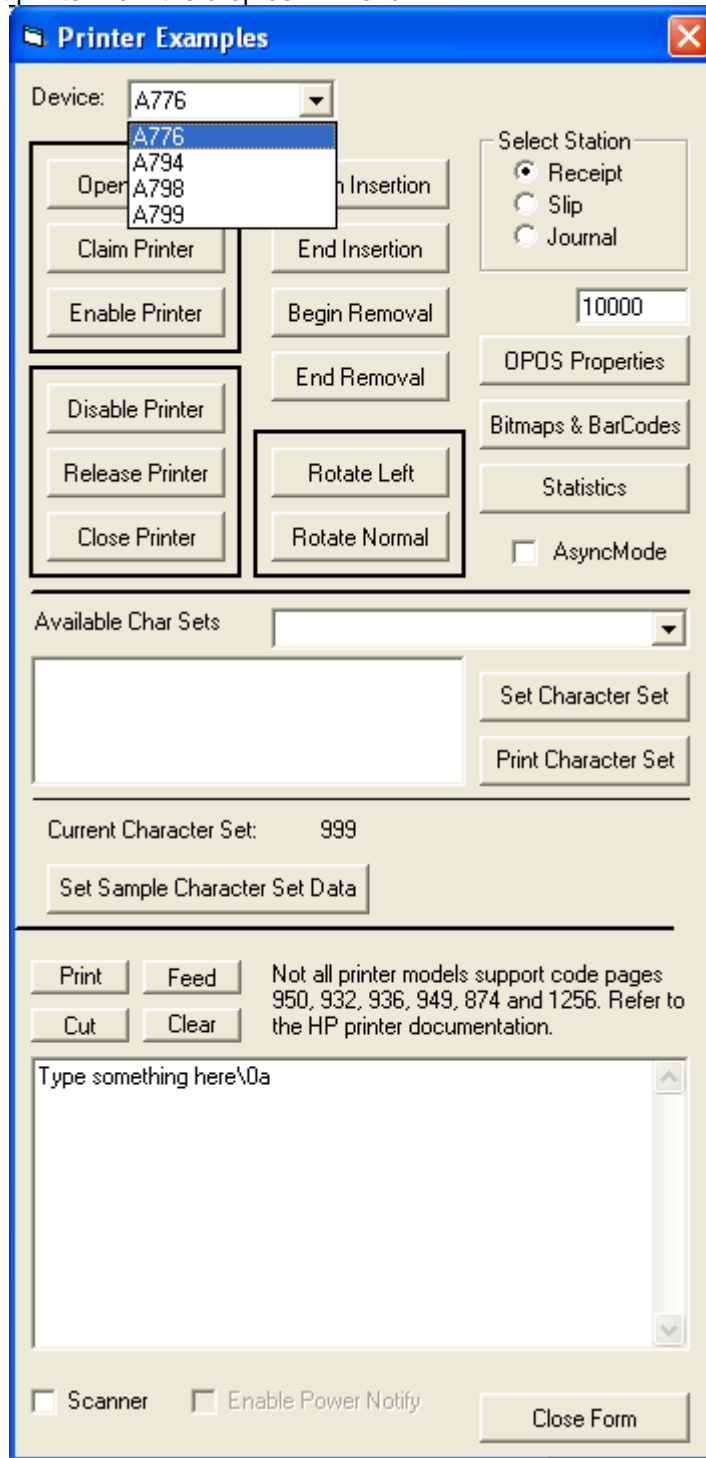 Printer Examples
Device: A776
A776
A794
A798
A799
Select Station
Receipt
Slip
Journal
Open
Insertion
Claim Printer
End Insertion
Enable Printer
Begin Removal
10000
End Removal
OPOS Properties
Disable Printer
Bitmaps & BarCodes
Release Printer
Rotate Left
Statistics
Close Printer
Rotate Normal
AsyncMode
Available Char Sets
Set Character Set
Print Character Set
Current Character Set: 999
Set Sample Character Set Data
Print
Feed
Cut
Clear
Not all printer models support code pages
950, 932, 936, 949, 874 and 1256. Refer to
the HP printer documentation.
Type something here\0a
Scanner
Enable Power Notify
Close Form